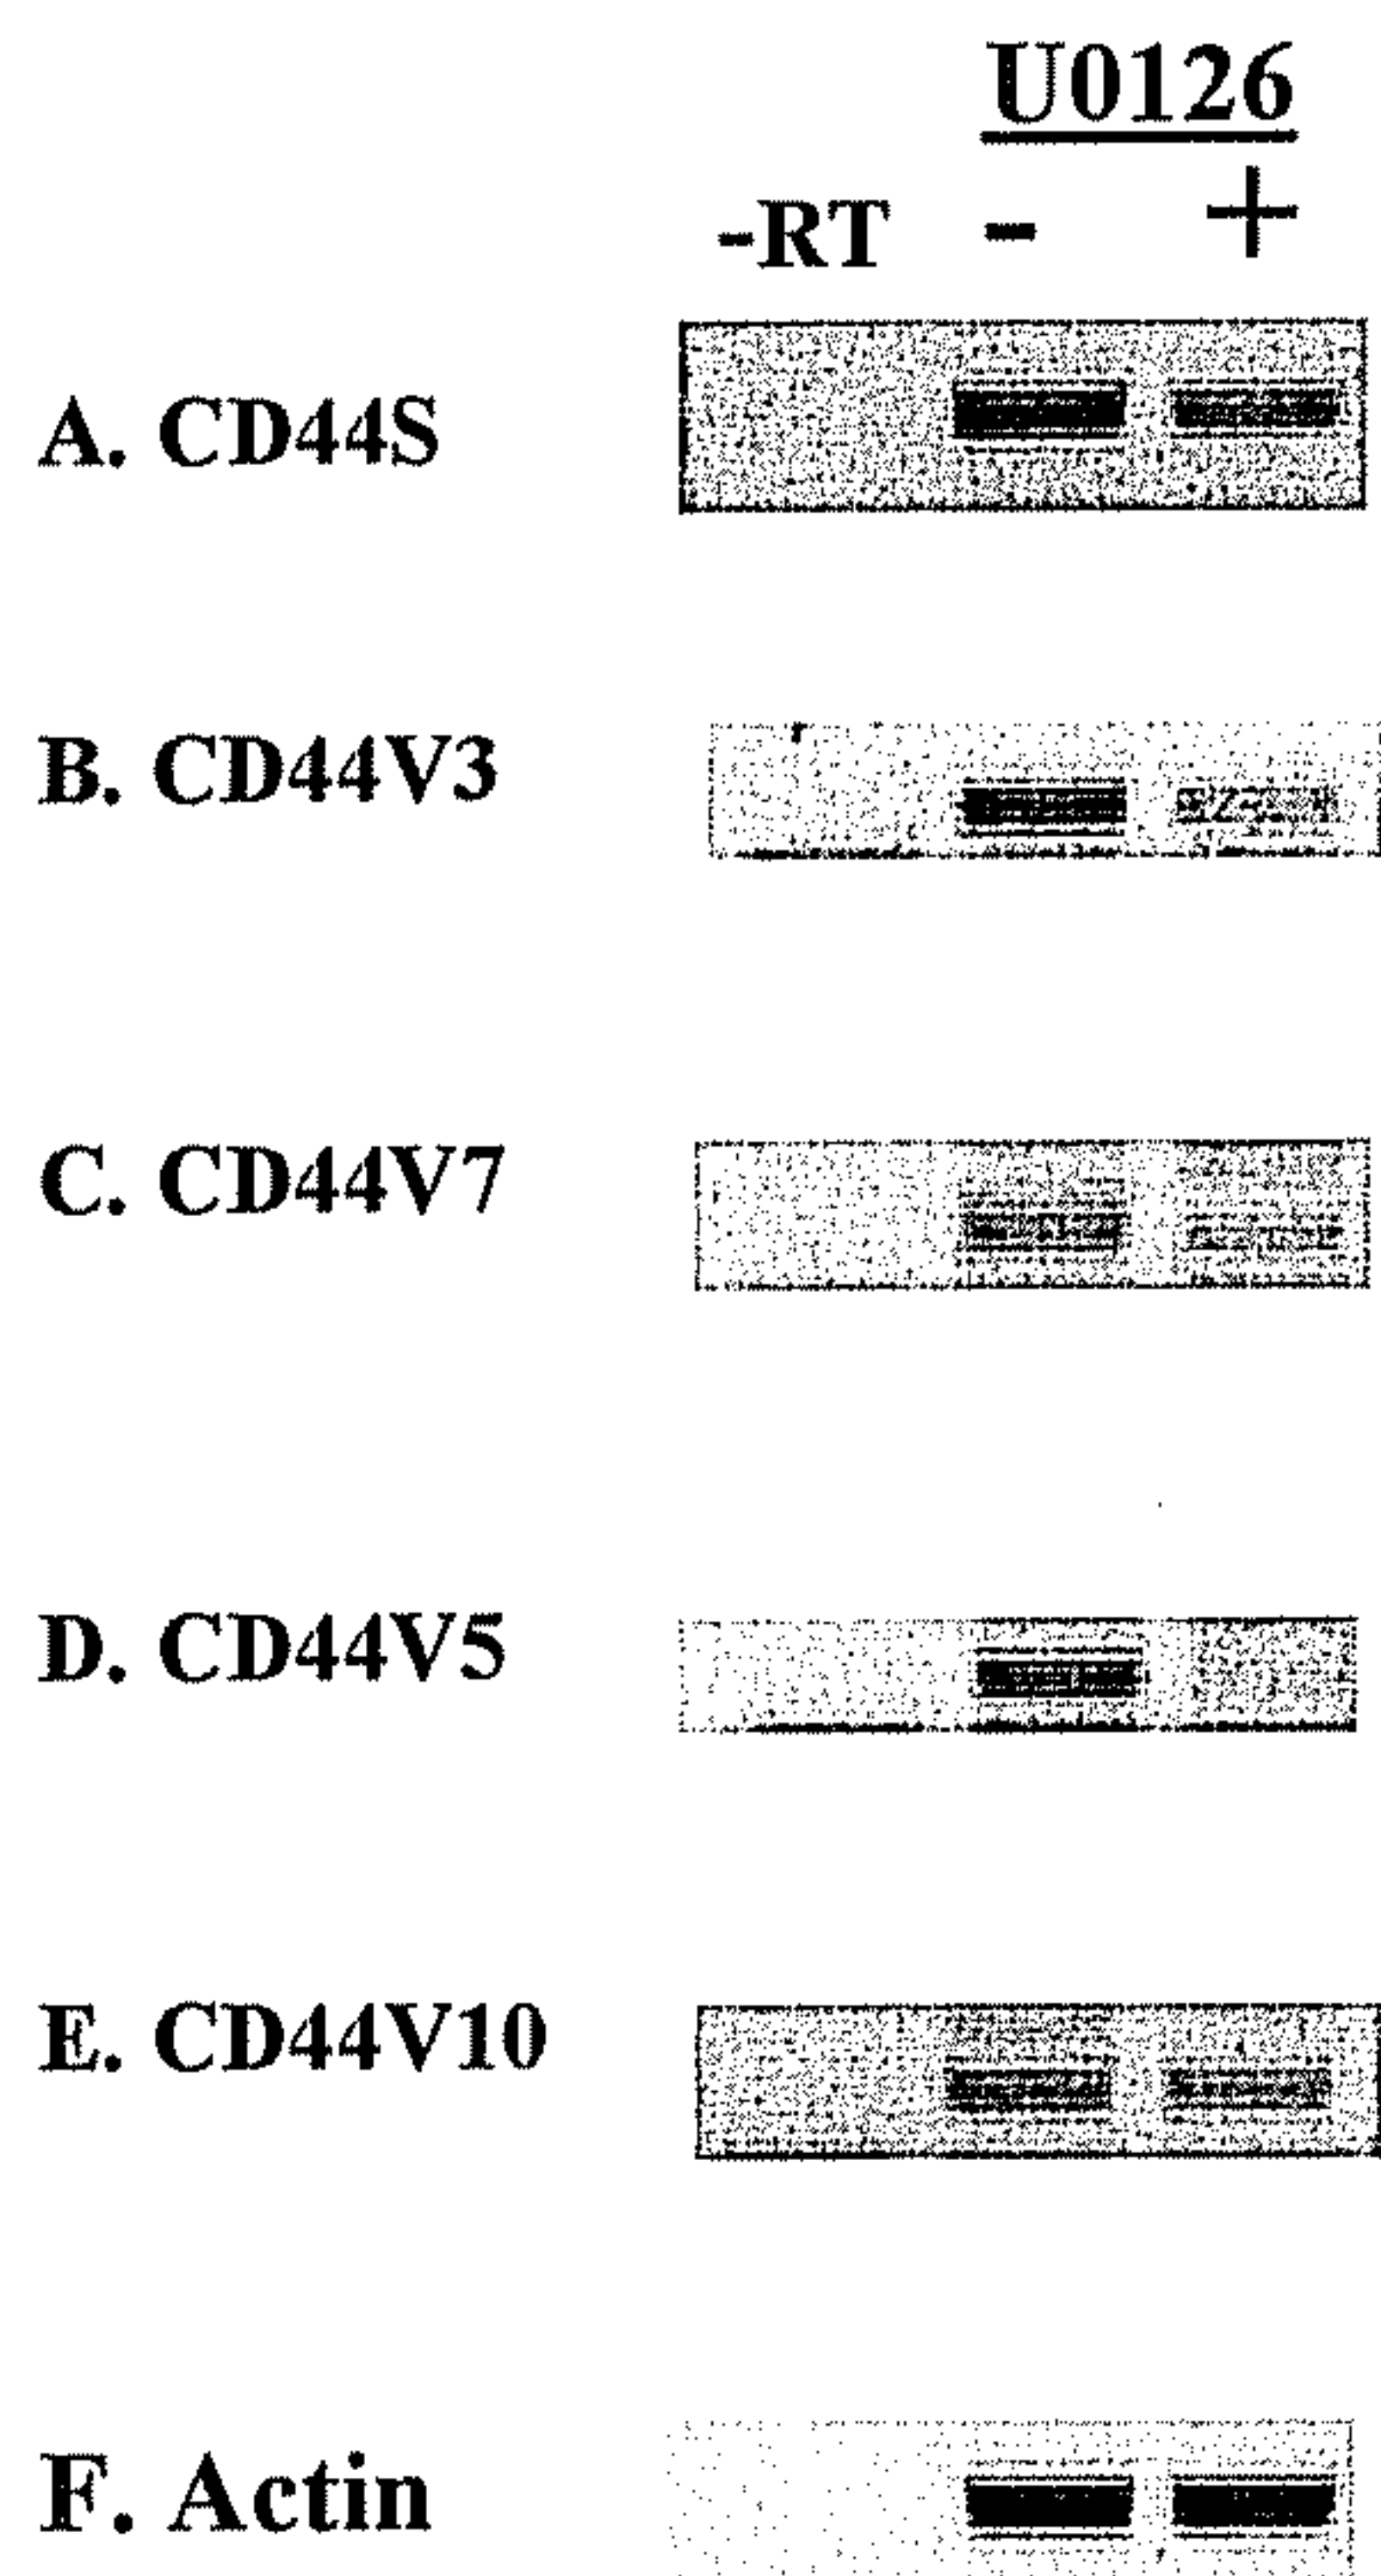 U0126
-RT - +
A. CD44S
B. CD44V3
C. CD44V7
D. CD44V5
E. CD44V10
F. Actin